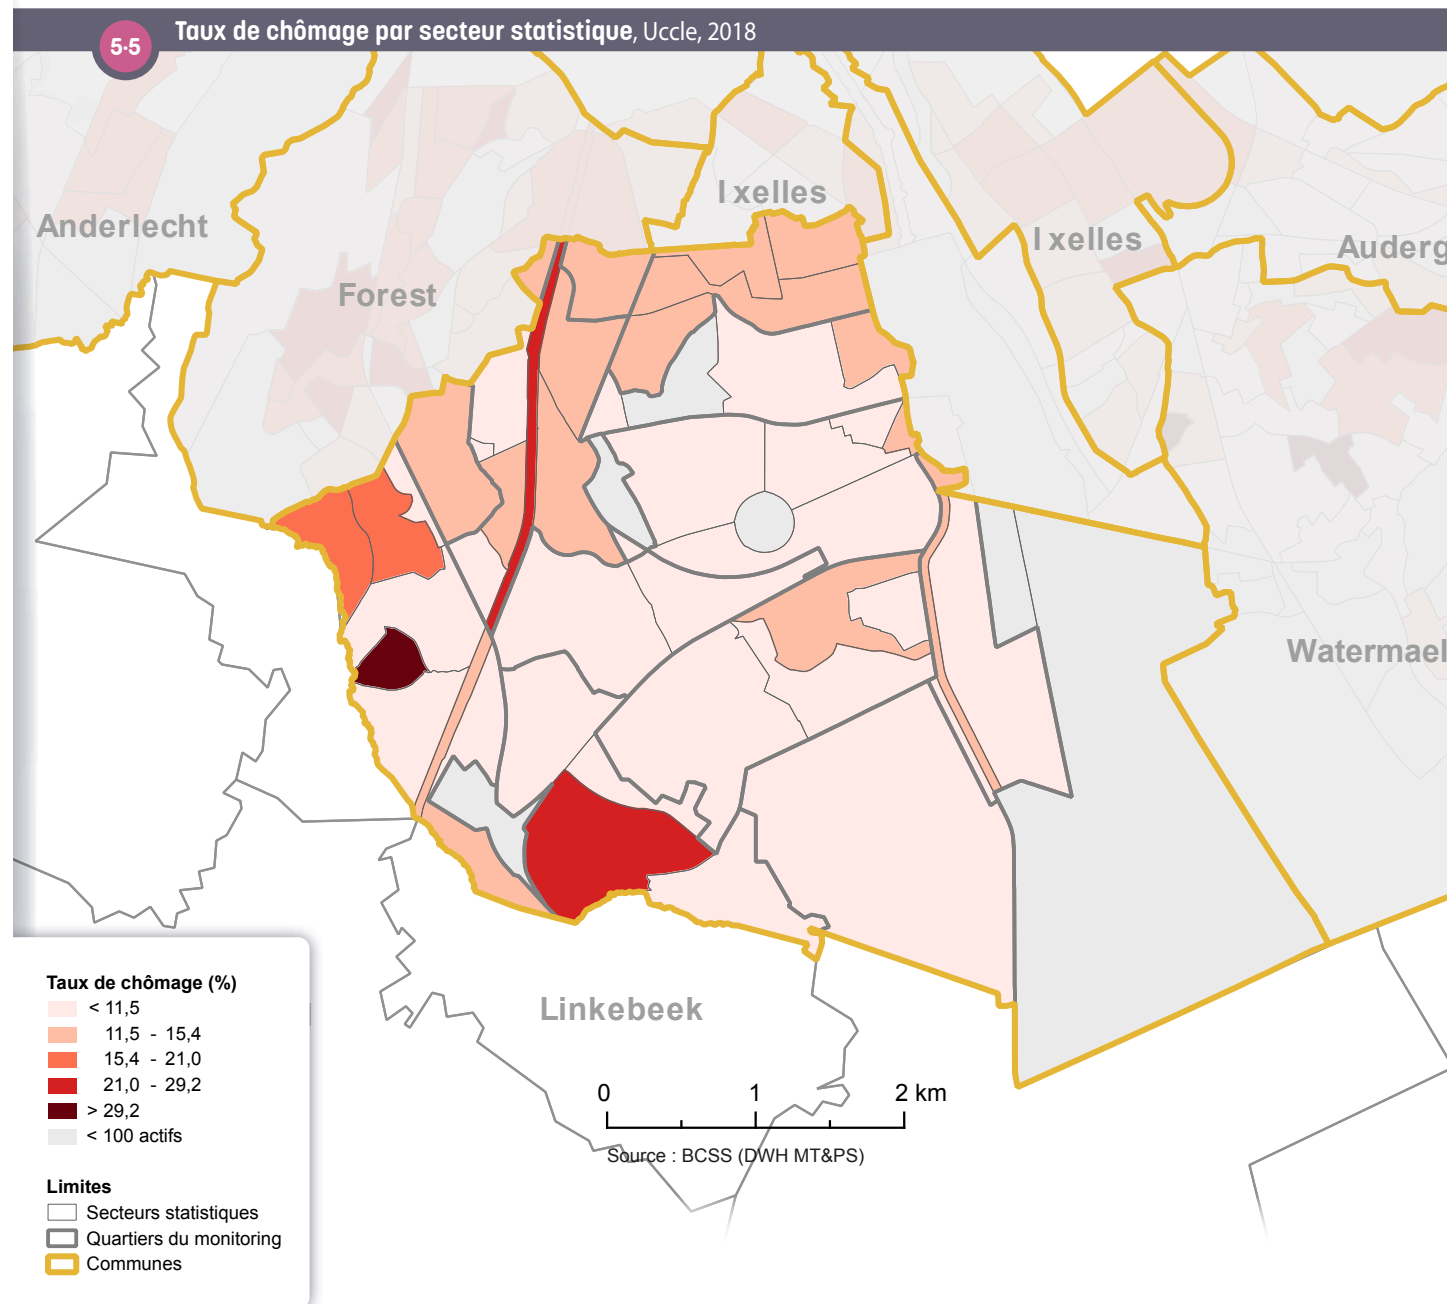 5·5
Taux de chômage par secteur statistique, Uccle, 2018
Ixelles
Anderlecht
Ixelles
Auderg
Forest
Watermael
Linkebeek
Taux de chômage (%)
< 11,5
11,5 - 15,4
15,4 - 21,0
21,0 - 29,2
> 29,2
< 100 actifs
Limites
Secteurs statistiques
Quartiers du monitoring
Communes
0 1 2 km
Source : BCSS (DWH MT&PS)